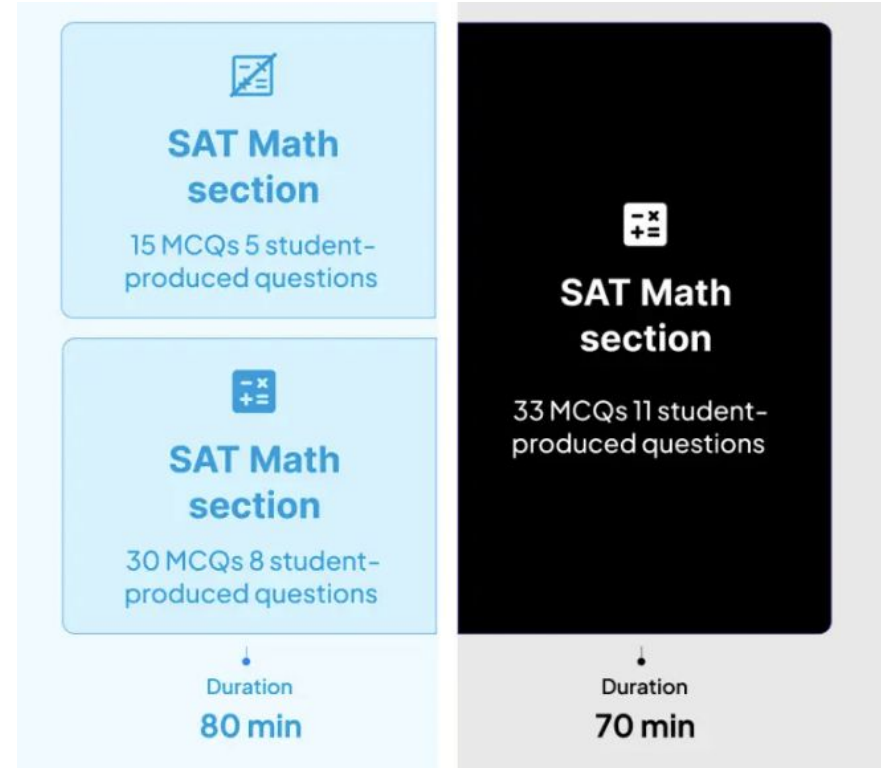 SAT Math
section
15 MCQs 5 student-
produced questions
SAT Math
section
30 MCQs 8 student-
produced questions
Duration
80 min
SAT Math
section
33 MCQs 11 student-
produced questions
Duration
70 min